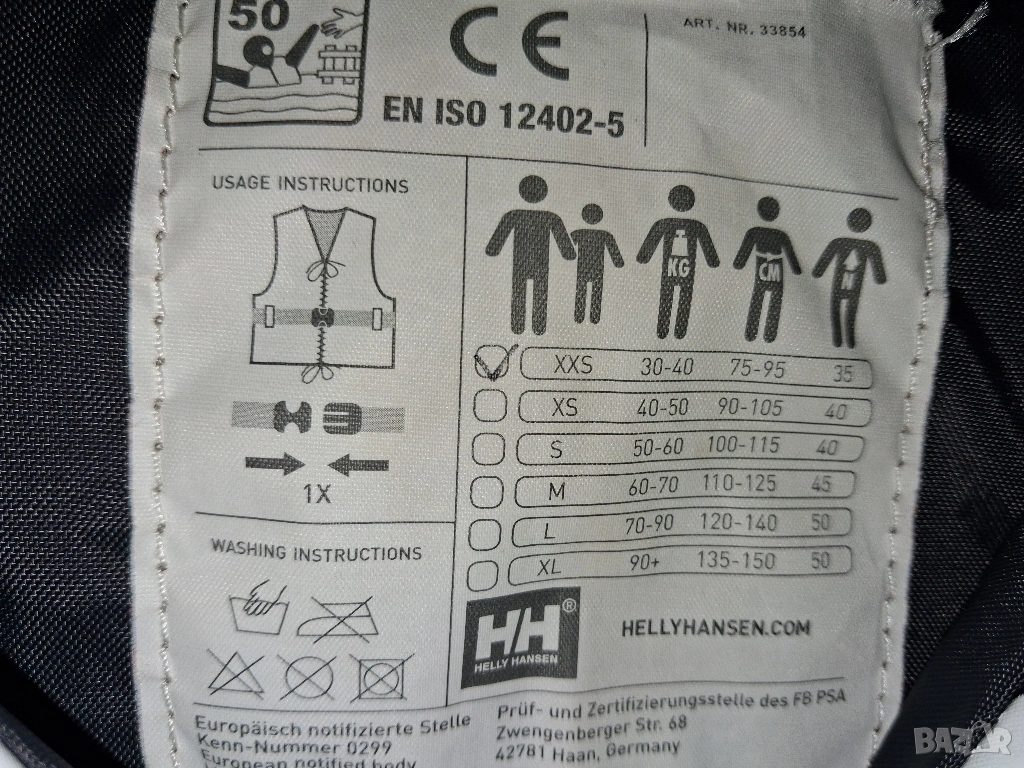 50
CE
ART. NR. 33854
EN ISO 12402-5
USAGE INSTRUCTIONS
1X
KG
CM
N
XXS 30-40 75-95 35
XS 40-50 90-105 40
S 50-60 100-115 40
M 60-70 110-125 45
L 70-90 120-140 50
XL 90+ 135-150 50
WASHING INSTRUCTIONS
HH®
HELLY HANSEN
HELLYHANSEN.COM
Europäisch notifizierte Stelle
Kenn-Nummer 0299
European notified body
Prüf- und Zertifizierungsstelle des FB PSA
Zwengenberger Str. 68
42781 Haan, Germany
BAZAR